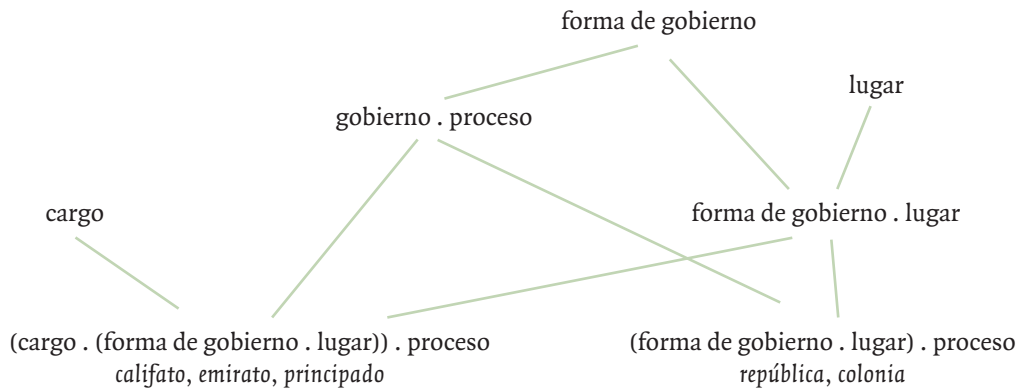 forma de gobierno
lugar
gobierno . proceso
cargo
forma de gobierno . lugar
(cargo . (forma de gobierno . lugar)) . proceso
califato, emirato, principado
(forma de gobierno . lugar) . proceso
república, colonia